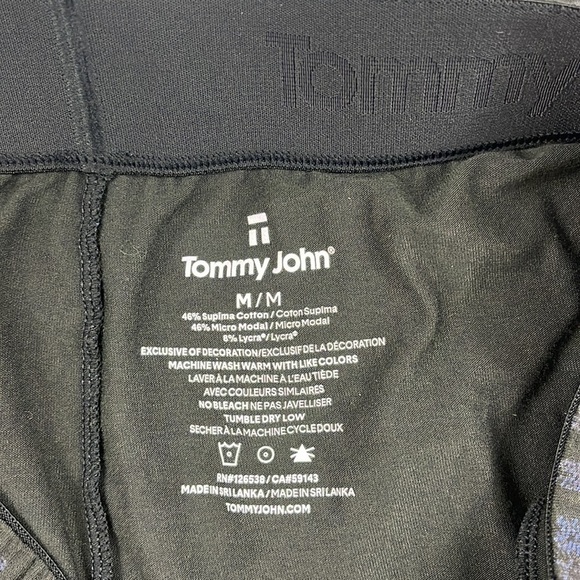 Tommy
Tommy John®
M/M
46% Supima Cotton / Coton Supima
46% Micro Modal / Micro Modal
8% Lycra®/ Lycra®
EXCLUSIVE OF DECORATION/EXCLUSIF DE LA DÉCORATION
MACHINE WASH WARM WITH LIKE COLORS
LAVER À LA MACHINE À L'EAU TIÈDE
AVEC COULEURS SIMLAIRES
NO BLEACH NE PAS JAVELLISER
TUMBLE DRY LOW
SECHER À LA MACHINE CYCLE DOUX
RN#126538 / CA#59143
MADE IN SRI LANKA / MADE IN SRI LANKA
TOMMYJOHN.COM